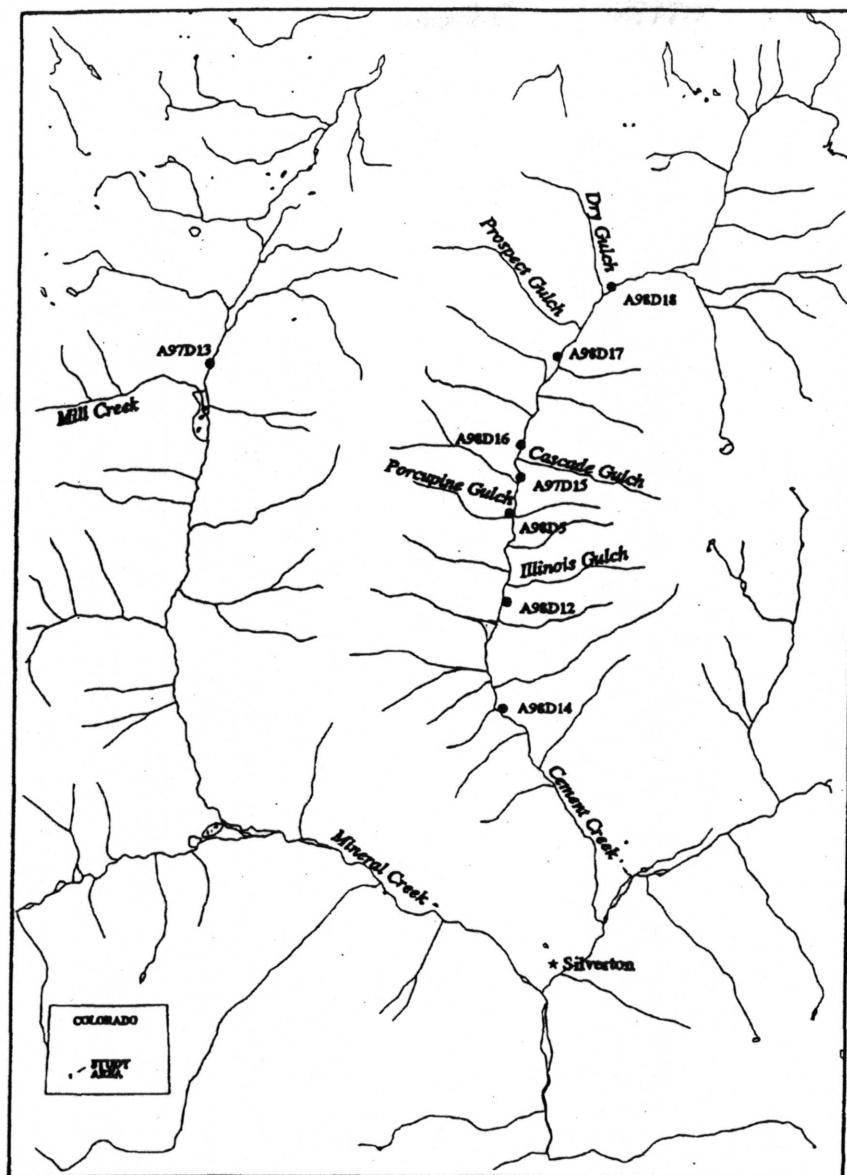 Dry Gulch
Prospect Gulch
A98D18
A97D13
A98D17
Mill Creek
A98D16
Cascade Gulch
A97D15
Porcupine Gulch
A98D5
Illinois Gulch
A98D12
A98D14
Cement Creek
Mineral Creek
Silverton
COLORADO
STUDY
AREA